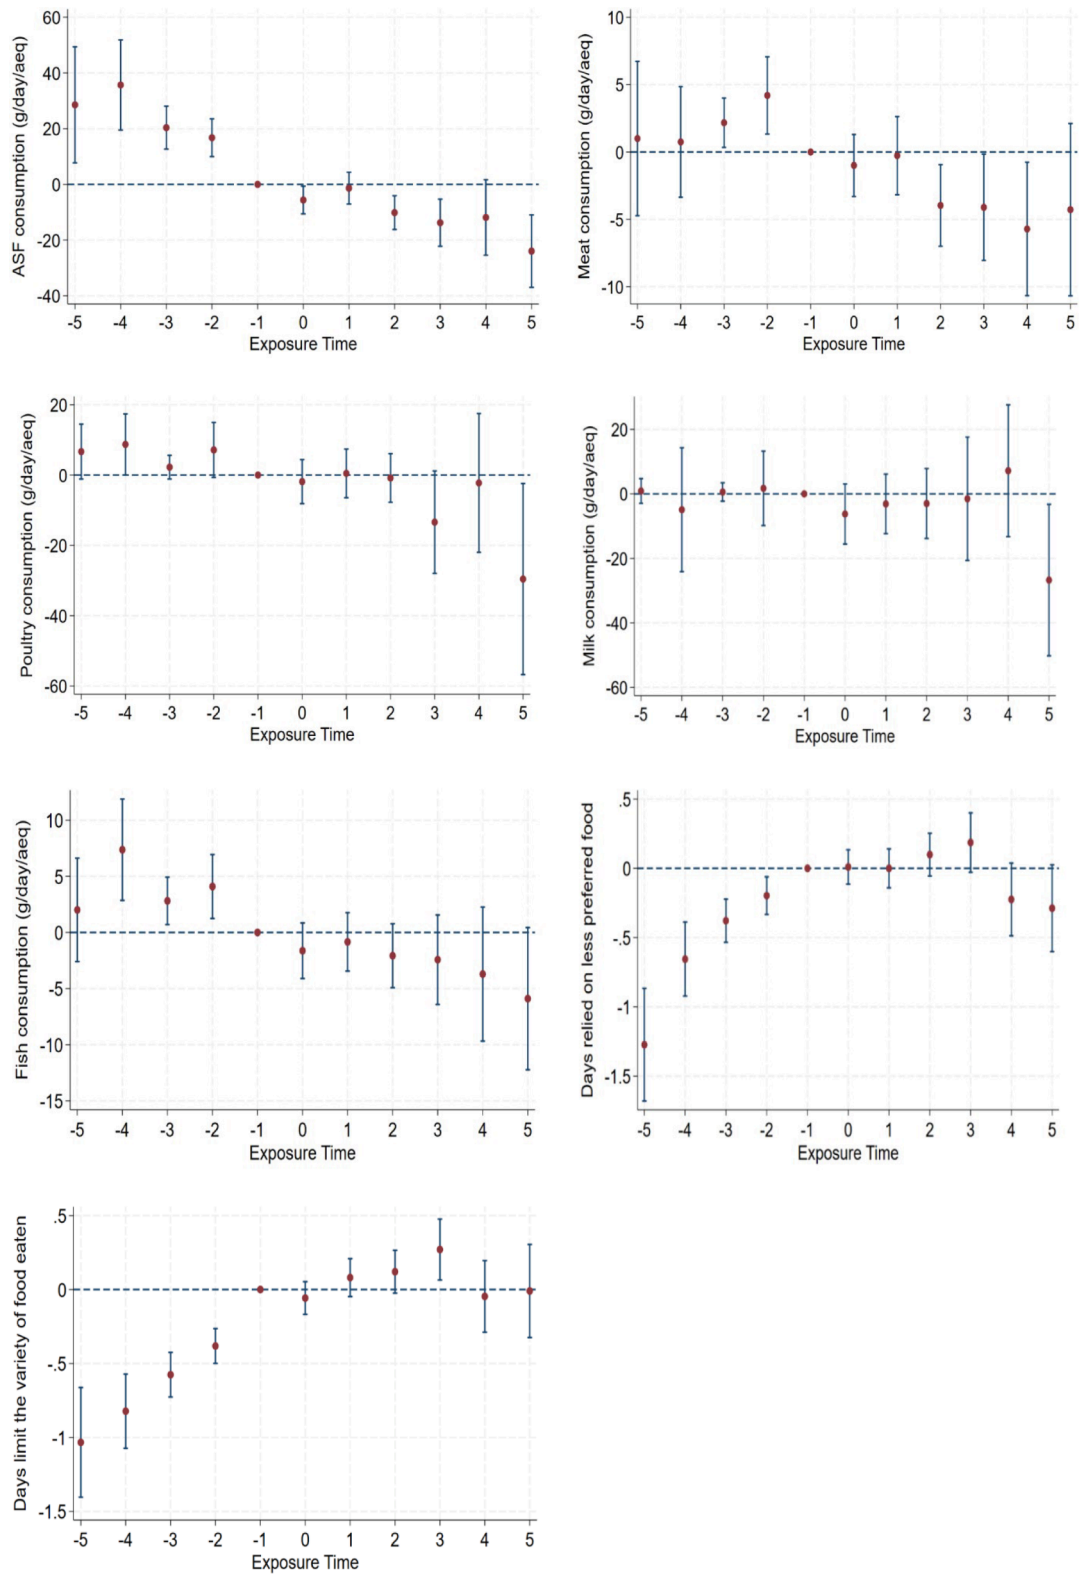 ASF consumption (g/day/aeq)
60
40
20
0
-20
-40
-5 -4 -3 -2 -1 0 1 2 3 4 5
Exposure Time
Meat consumption (g/day/aeq)
10
5
0
-5
-10
-5 -4 -3 -2 -1 0 1 2 3 4 5
Exposure Time
Poultry consumption (g/day/aeq)
20
0
-20
-40
-60
-5 -4 -3 -2 -1 0 1 2 3 4 5
Exposure Time
Milk consumption (g/day/aeq)
20
0
-20
-40
-60
-5 -4 -3 -2 -1 0 1 2 3 4 5
Exposure Time
Fish consumption (g/day/aeq)
10
5
0
-5
-10
-15
-5 -4 -3 -2 -1 0 1 2 3 4 5
Exposure Time
Days relied on less preferred food
.5
0
-.5
-1
-1.5
-5 -4 -3 -2 -1 0 1 2 3 4 5
Exposure Time
Days limit the variety of food eaten
.5
0
-.5
-1
-1.5
-5 -4 -3 -2 -1 0 1 2 3 4 5
Exposure Time